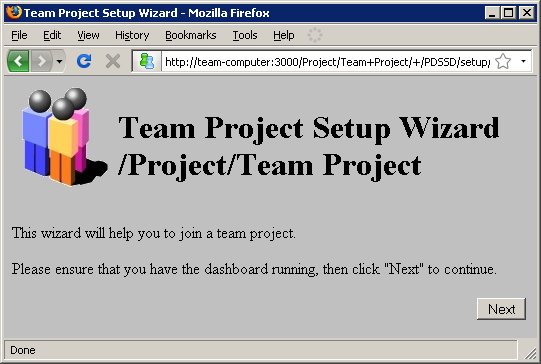 Team Project Setup Wizard - Mozilla Firefox
File Edit View History Bookmarks Tools Help
http://team-computer:3000/Project/Team+Project/+/PDSSD/setup/
Team Project Setup Wizard
/Project/Team Project
This wizard will help you to join a team project.
Please ensure that you have the dashboard running, then click "Next" to continue.
Next
Done